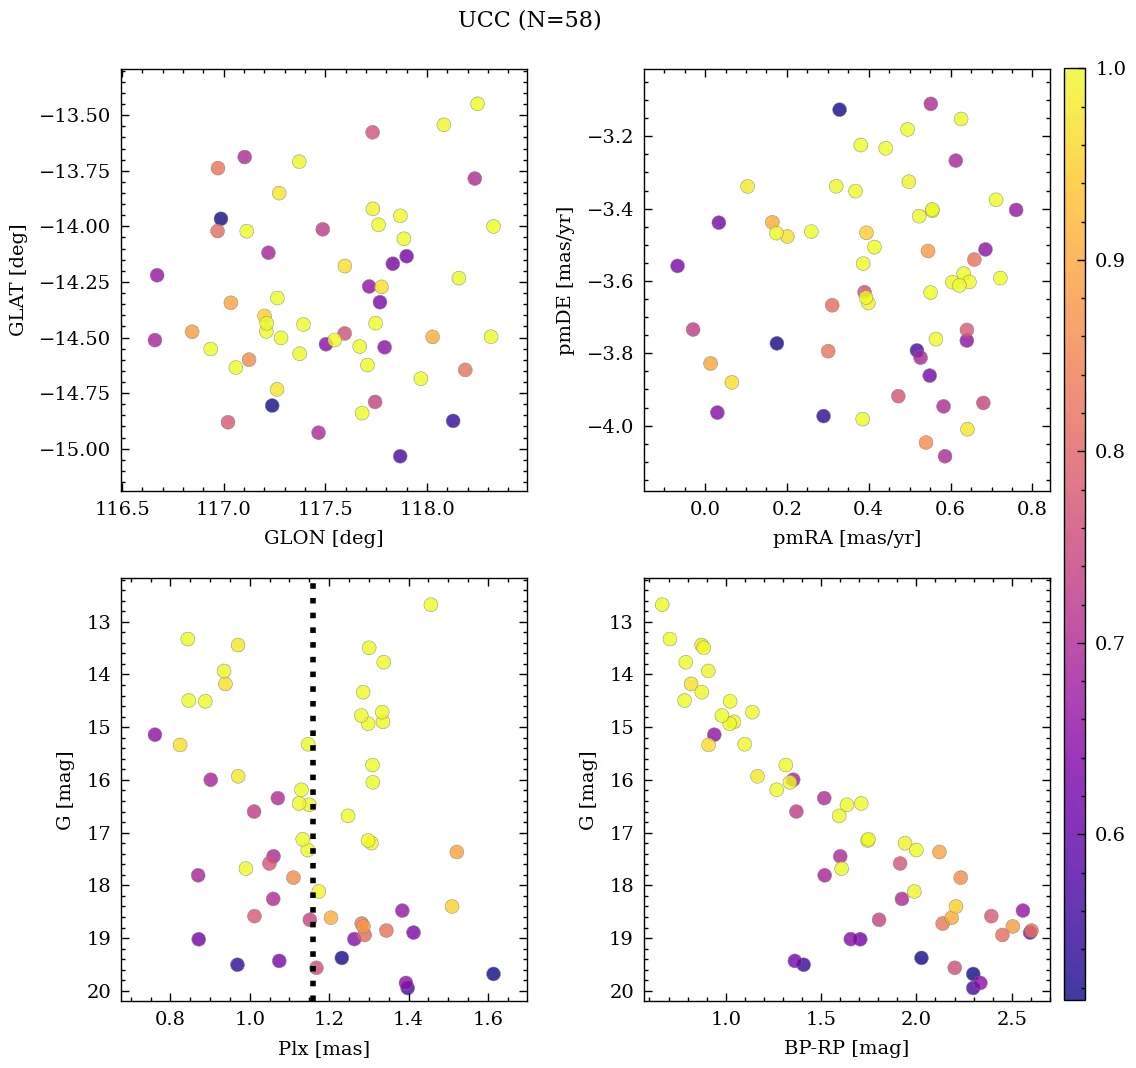 UCC (N=58)
−13.50
−13.75
−14.00
−14.25
−14.50
−14.75
−15.00
GLAT [deg]
116.5 117.0 117.5 118.0
GLON [deg]
−3.2
−3.4
−3.6
−3.8
−4.0
pmDE [mas/yr]
0.0 0.2 0.4 0.6 0.8
pmRA [mas/yr]
1.0
0.9
0.8
0.7
0.6
13
14
15
16
17
18
19
20
G [mag]
0.8 1.0 1.2 1.4 1.6
Plx [mas]
13
14
15
16
17
18
19
20
G [mag]
1.0 1.5 2.0 2.5
BP-RP [mag]